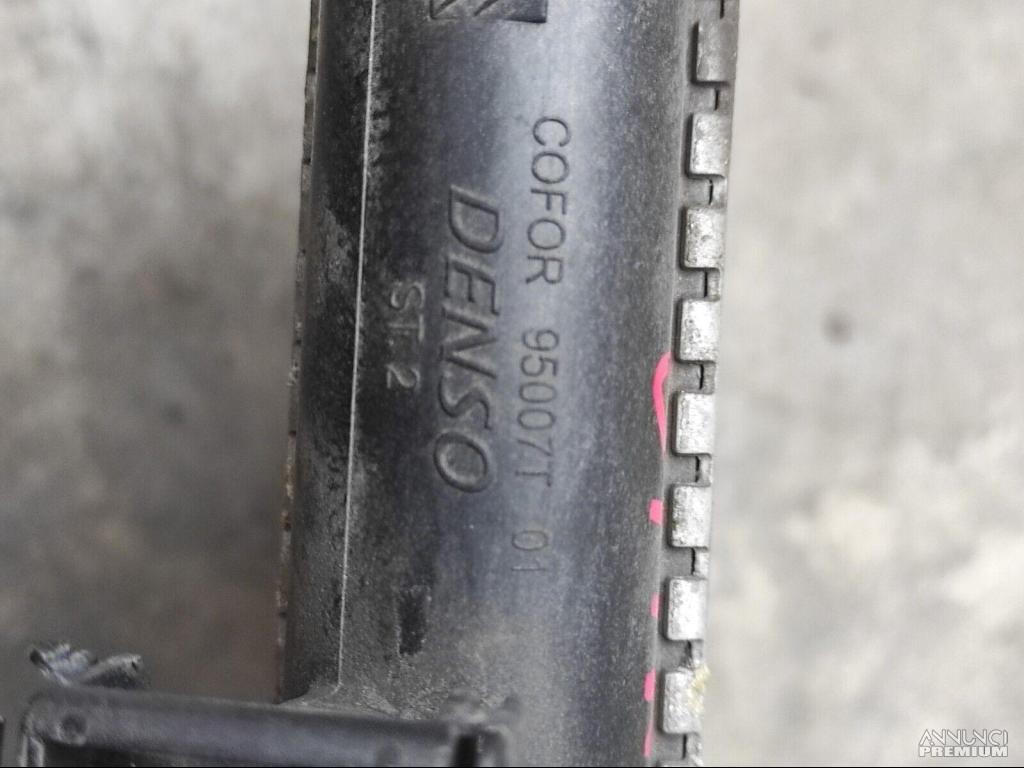 COFOR 95007T 01
DENSO
ST.2
ANNUNCI
PREMIUM